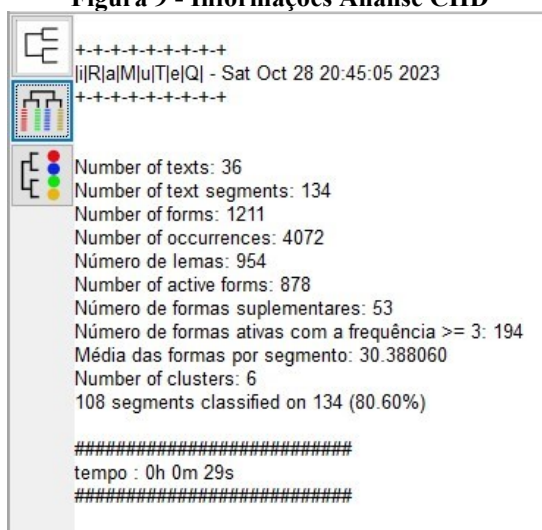 Figura 9 - Informações Análise CHD
+-+-+-+-+-+-+-+-+
|i|R|a|M|u|T|e|Q| - Sat Oct 28 20:45:05 2023
+-+-+-+-+-+-+-+-+
Number of texts: 36
Number of text segments: 134
Number of forms: 1211
Number of occurrences: 4072
Número de lemas: 954
Number of active forms: 878
Número de formas suplementares: 53
Número de formas ativas com a frequência >= 3: 194
Média das formas por segmento: 30.388060
Number of clusters: 6
108 segments classified on 134 (80.60%)
###########################
tempo : 0h 0m 29s
###########################